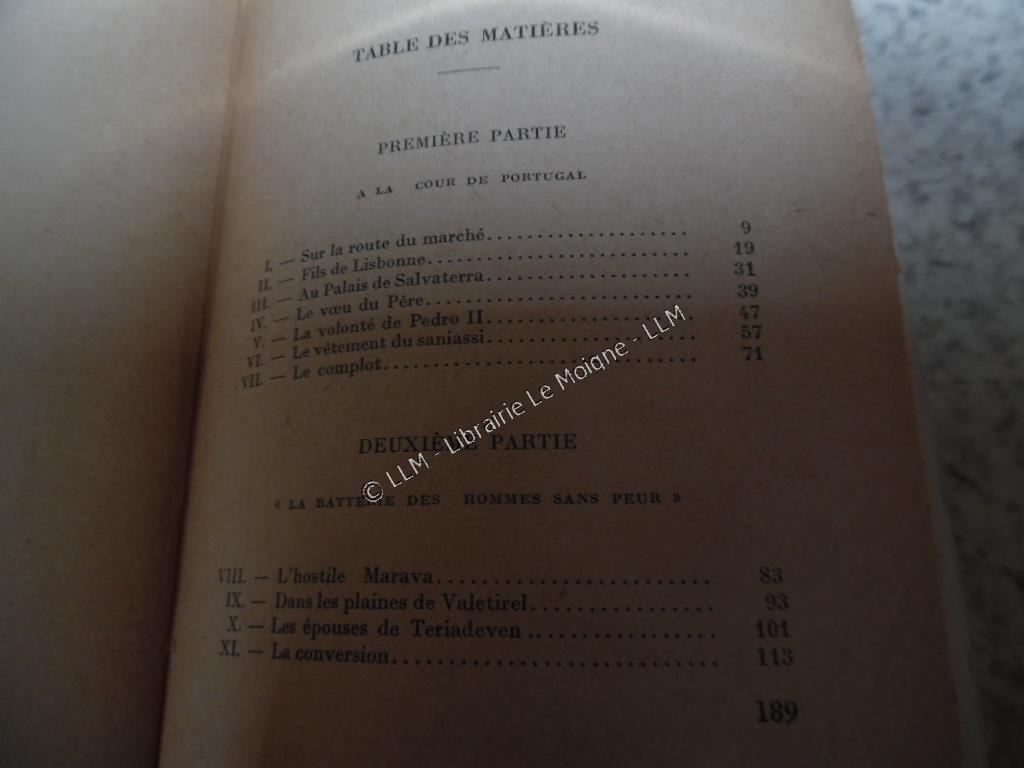 TABLE DES MATIÈRES
PREMIÈRE PARTIE
A LA COUR DE PORTUGAL
I. — Sur la route du marché.................... 9
II. — Fils de Lisbonne......................... 19
III. — Au Palais de Salvaterra.................. 31
IV. — Le vœu du Père.......................... 39
V. — La volonté de Pedro II.................... 47
VI. — Le vêtement du saniassi.................. 57
VII. — Le complot.............................. 71
DEUXIÈME PARTIE
« LA BATTERIE DES HOMMES SANS PEUR »
VIII. — L'hostile Marava........................ 83
IX. — Dans les plaines de Valetirel.............. 93
X. — Les épouses de Teriadeven................ 101
XI. — La conversion............................ 113
189
© LLM - Librairie Le Moigne - LLM